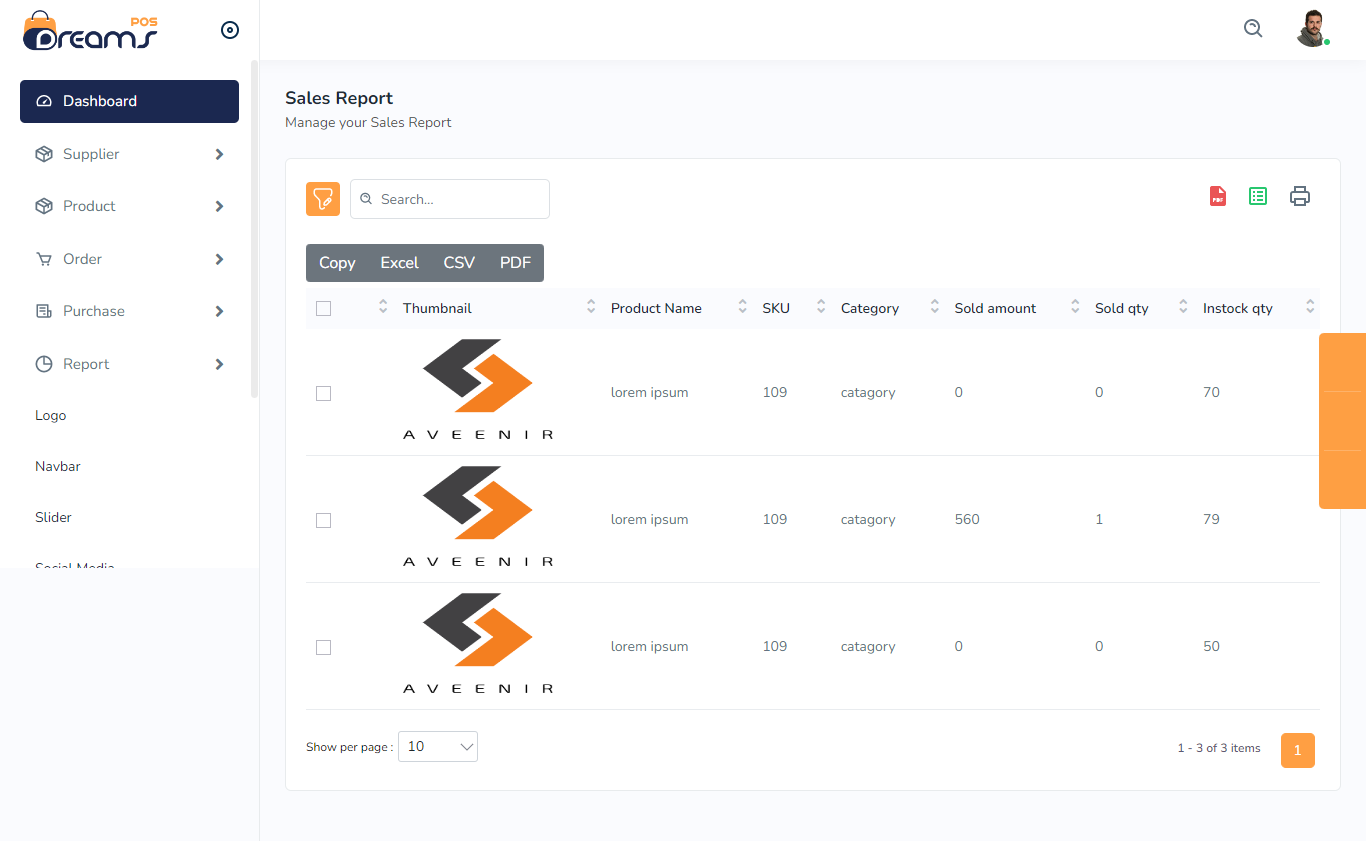 POS
Dreams
Dashboard
Supplier
Product
Order
Purchase
Report
Logo
Navbar
Slider
Social Media
Sales Report
Manage your Sales Report
Search...
PDF
Copy Excel CSV PDF
Thumbnail Product Name SKU Category Sold amount Sold qty Instock qty
AVEENIR lorem ipsum 109 catagory 0 0 70
AVEENIR lorem ipsum 109 catagory 560 1 79
AVEENIR lorem ipsum 109 catagory 0 0 50
Show per page : 10 1 - 3 of 3 items 1